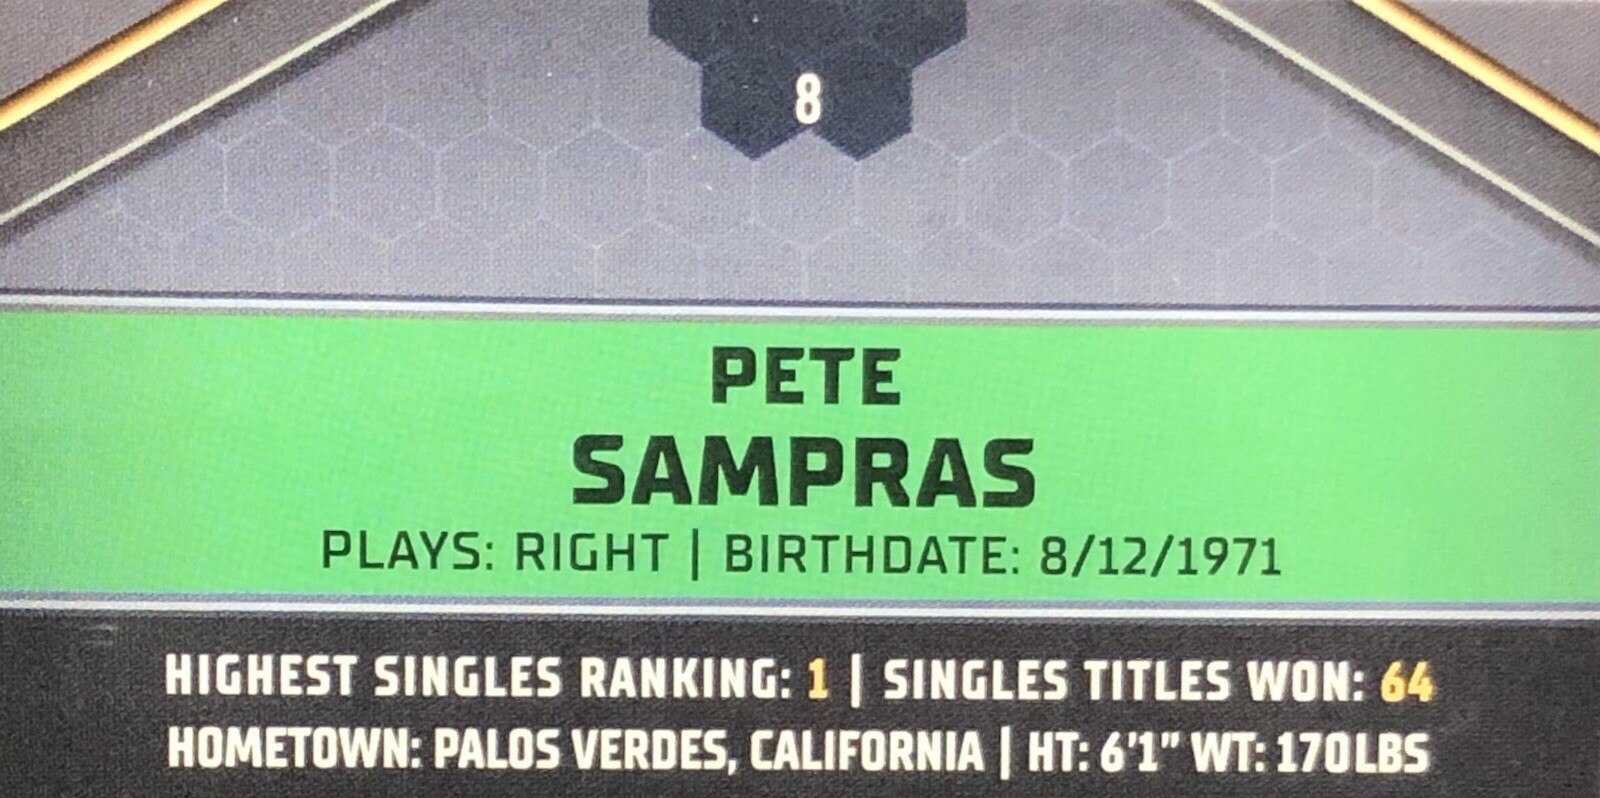 8
PETE
SAMPRAS
PLAYS: RIGHT | BIRTHDATE: 8/12/1971
HIGHEST SINGLES RANKING: 1 | SINGLES TITLES WON: 64
HOMETOWN: PALOS VERDES, CALIFORNIA | HT: 6'1" WT: 170LBS